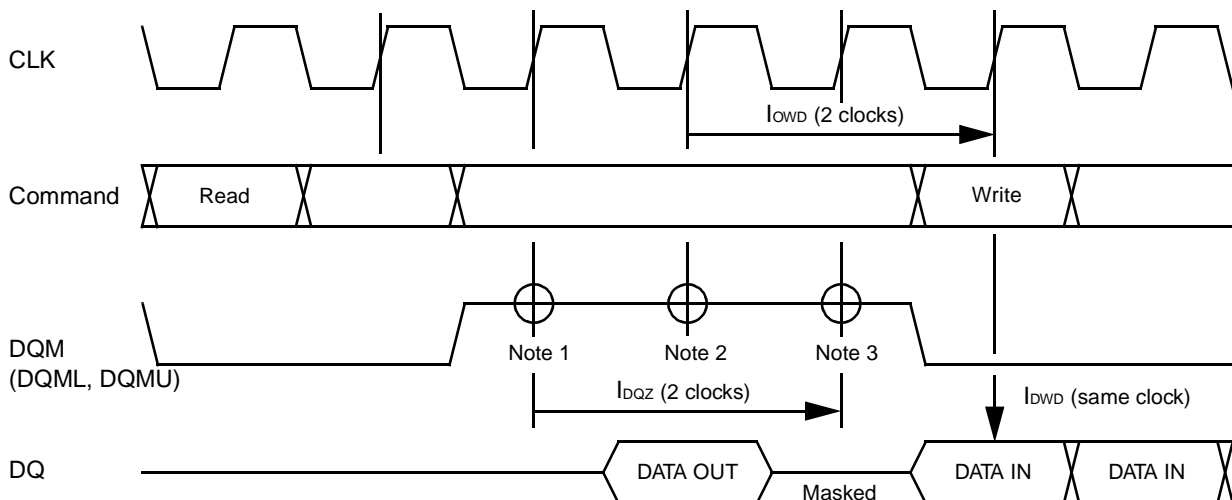 CLK
IOWD (2 clocks)
Command
Read
Write
DQM
(DQML, DQMU)
Note 1
Note 2
Note 3
IDQZ (2 clocks)
IDWD (same clock)
DQ
DATA OUT
Masked
DATA IN
DATA IN